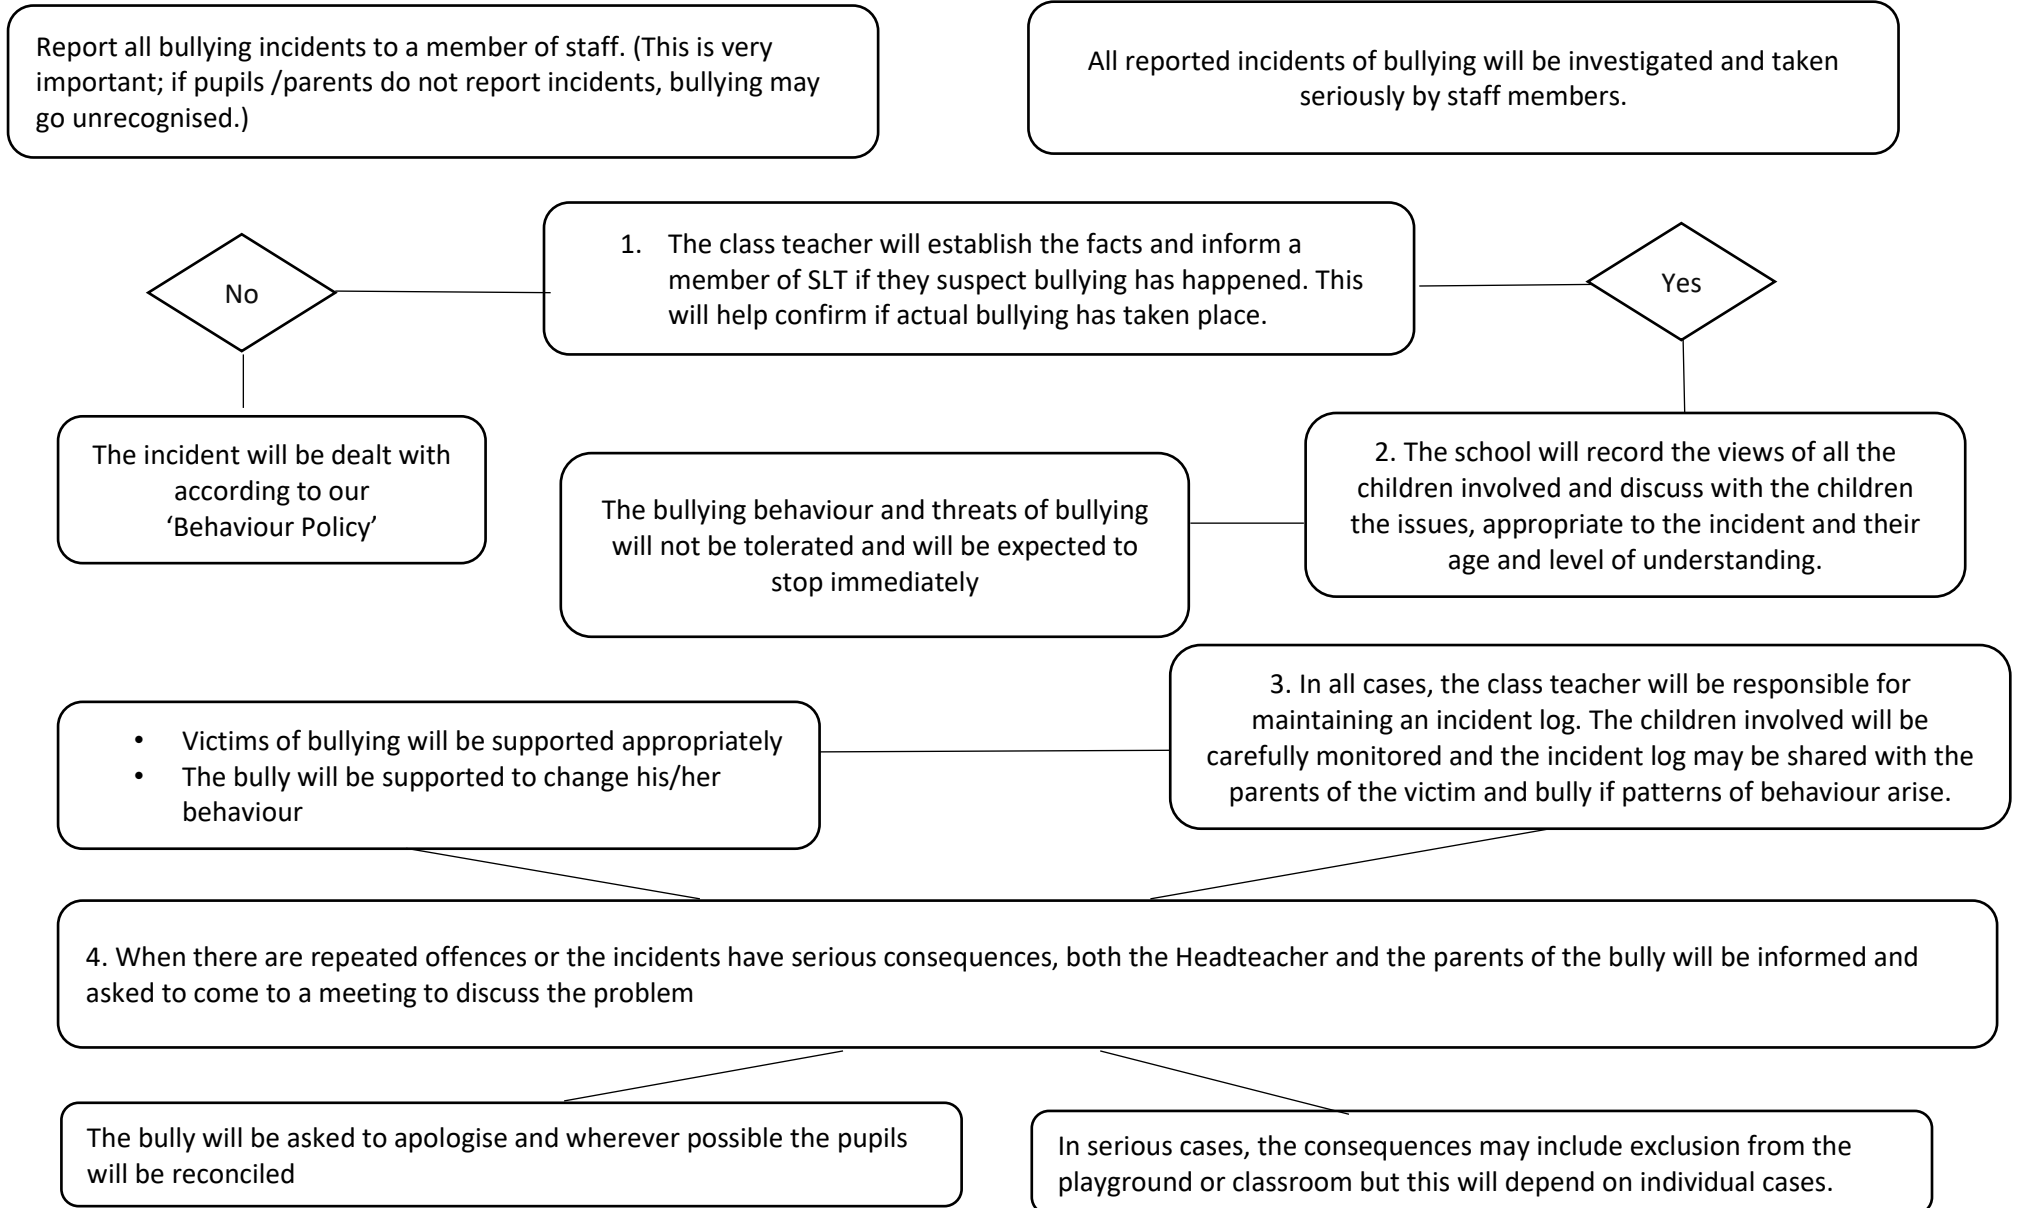 Report all bullying incidents to a member of staff. (This is very
important; if pupils /parents do not report incidents, bullying may
go unrecognised.)
All reported incidents of bullying will be investigated and taken
seriously by staff members.
1. The class teacher will establish the facts and inform a
member of SLT if they suspect bullying has happened. This
will help confirm if actual bullying has taken place.
No
Yes
The incident will be dealt with
according to our
‘Behaviour Policy’
2. The school will record the views of all the
children involved and discuss with the children
the issues, appropriate to the incident and their
age and level of understanding.
The bullying behaviour and threats of bullying
will not be tolerated and will be expected to
stop immediately
3. In all cases, the class teacher will be responsible for
maintaining an incident log. The children involved will be
carefully monitored and the incident log may be shared with the
parents of the victim and bully if patterns of behaviour arise.
• Victims of bullying will be supported appropriately
• The bully will be supported to change his/her
behaviour
4. When there are repeated offences or the incidents have serious consequences, both the Headteacher and the parents of the bully will be informed and
asked to come to a meeting to discuss the problem
The bully will be asked to apologise and wherever possible the pupils
will be reconciled
In serious cases, the consequences may include exclusion from the
playground or classroom but this will depend on individual cases.